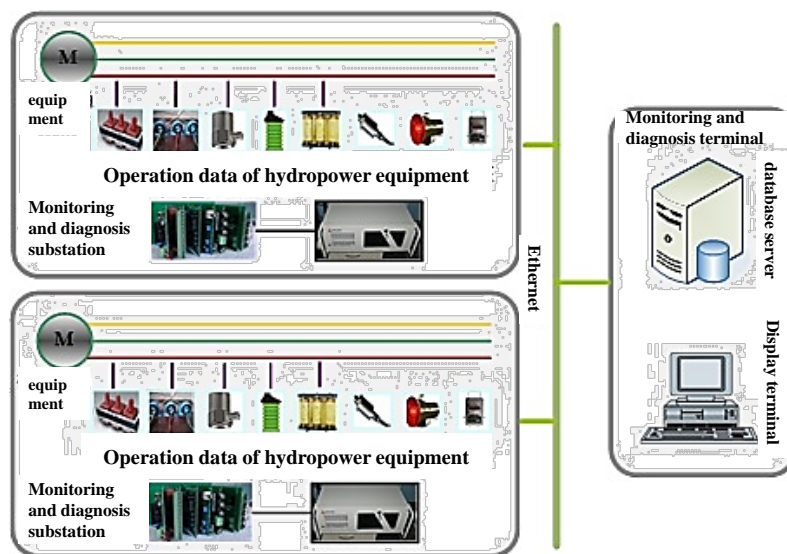 M
equip
ment
Operation data of hydropower equipment
Monitoring and diagnosis
substation
M
equip
ment
Operation data of hydropower equipment
Monitoring and diagnosis
substation
Ethernet
Monitoring and
diagnosis terminal
database server
Display terminal